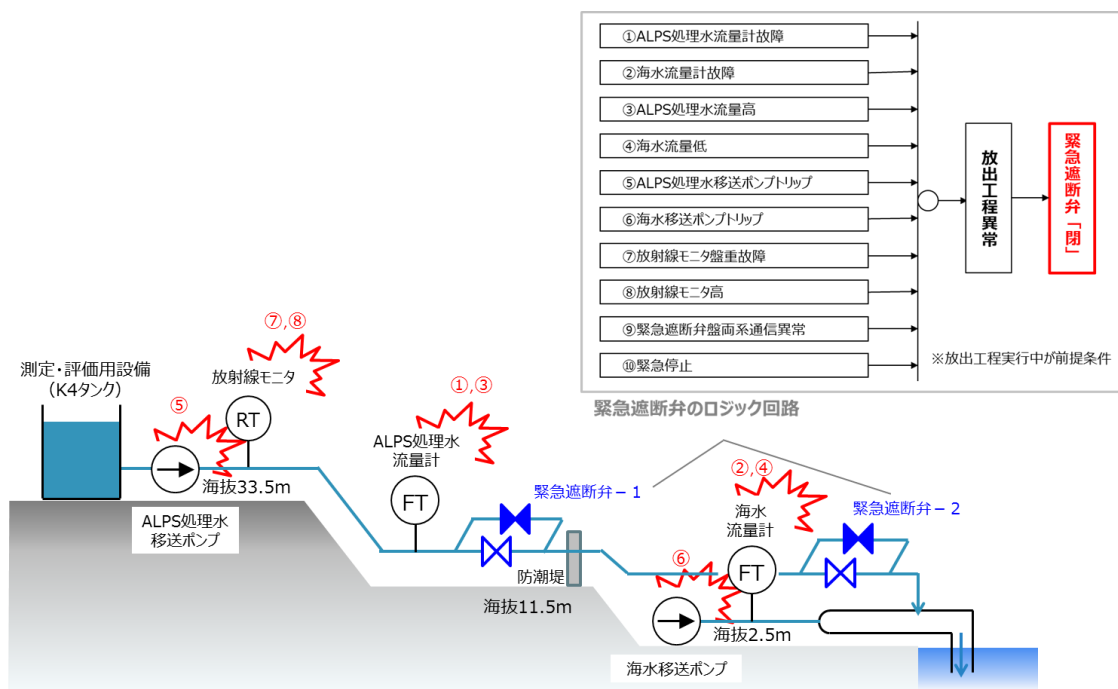 ①ALPS処理水流量計故障
②海水流量計故障
③ALPS処理水流量高
④海水流量低
⑤ALPS処理水移送ポンプトリップ
⑥海水移送ポンプトリップ
⑦放射線モニタ盤重故障
⑧放射線モニタ高
⑨緊急遮断弁盤両系通信異常
⑩緊急停止
放出工程異常
緊急遮断弁「閉」
※放出工程実行中が前提条件
緊急遮断弁のロジック回路
測定・評価用設備
(K4タンク)
⑤
⑦,⑧
放射線モニタ
RT
海抜33.5m
ALPS処理水
移送ポンプ
①,③
ALPS処理水
流量計
FT
緊急遮断弁－1
防潮堤
海抜11.5m
②,④
海水
流量計
FT
緊急遮断弁－2
⑥
海抜2.5m
海水移送ポンプ